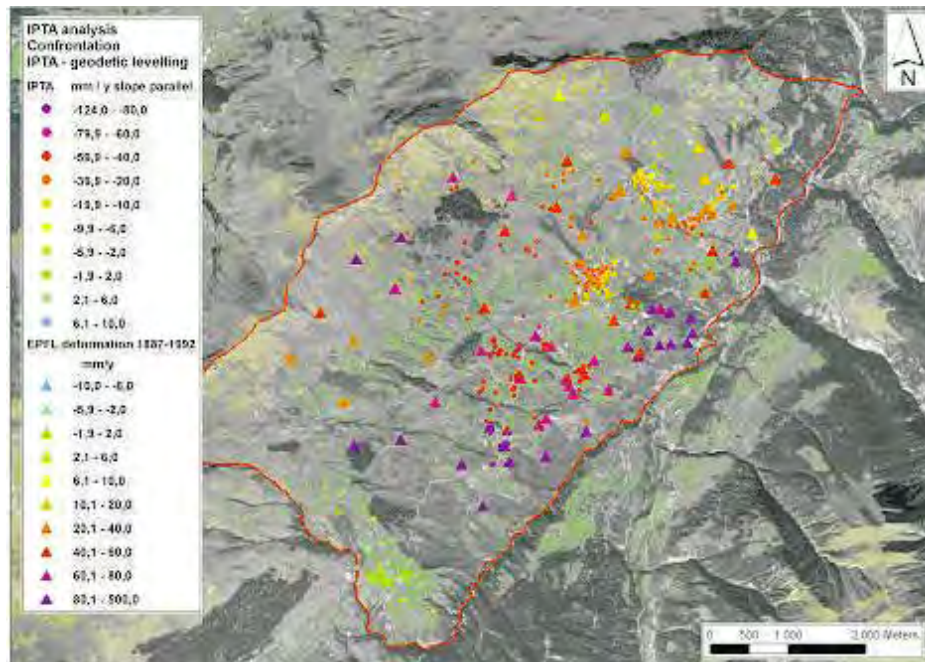 IPTA analysis
Confrontation
IPTA - geodetic levelling
IPTA mm / y slope parallel
-124,0 - -80,0
-79,9 - -60,0
-59,9 - -40,0
-39,9 - -20,0
-19,9 - -10,0
-9,9 - -6,0
-5,9 - -2,0
-1,9 - 2,0
2,1 - 6,0
6,1 - 10,0
EPFL deformation 1887-1992
mm/y
-10,0 - -6,0
-5,9 - -2,0
-1,9 - 2,0
2,1 - 6,0
6,1 - 10,0
10,1 - 20,0
20,1 - 40,0
40,1 - 60,0
60,1 - 80,0
80,1 - 500,0
N
0 500 1 000 2 000 Meters